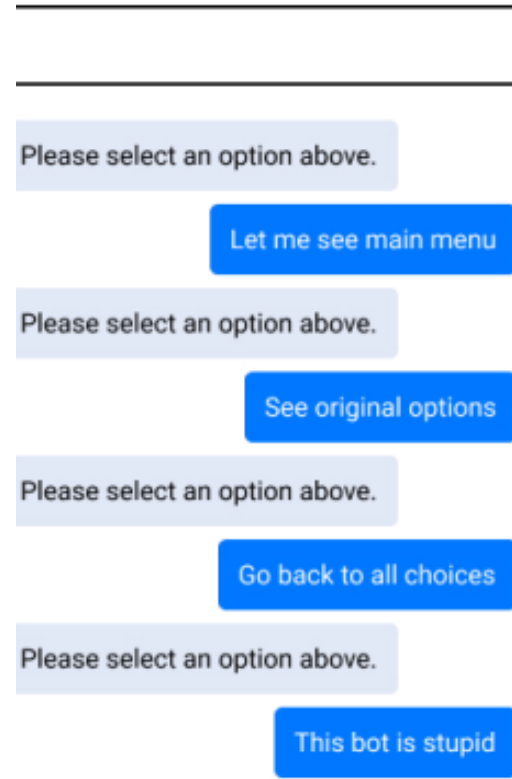 Please select an option above.
Let me see main menu
Please select an option above.
See original options
Please select an option above.
Go back to all choices
Please select an option above.
This bot is stupid